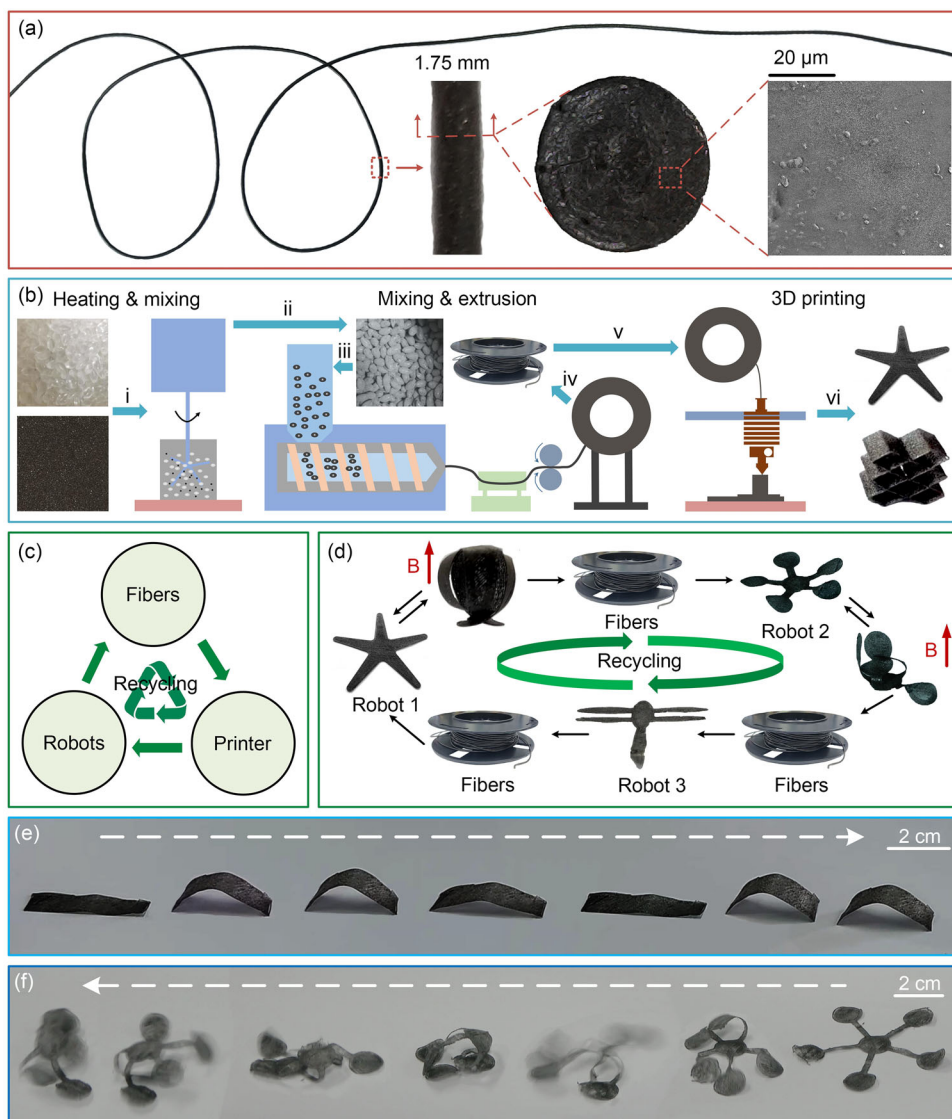 (a)
1.75 mm
20 μm
(b)
Heating & mixing
ii
Mixing & extrusion
3D printing
i
iii
iv
v
vi
(c)
Fibers
Recycling
Robots
Printer
(d)
B
Fibers
Robot 2
B
Recycling
Robot 1
Fibers
Robot 3
Fibers
(e)
2 cm
(f)
2 cm